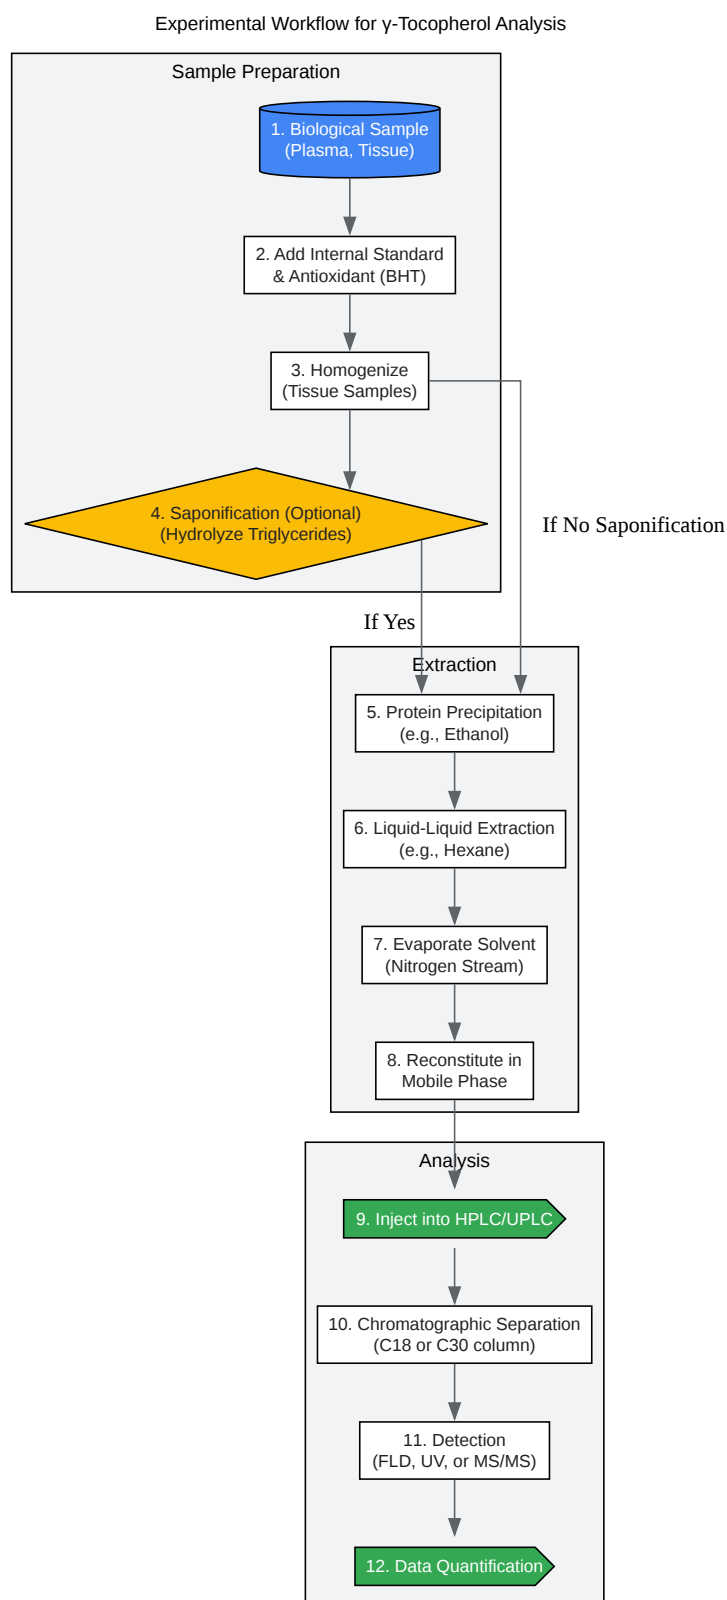 Experimental Workflow for γ-Tocopherol Analysis
Sample Preparation
1. Biological Sample
(Plasma, Tissue)
2. Add Internal Standard
& Antioxidant (BHT)
3. Homogenize
(Tissue Samples)
4. Saponification (Optional)
(Hydrolyze Triglycerides)
If No Saponification
If Yes
Extraction
5. Protein Precipitation
(e.g., Ethanol)
6. Liquid-Liquid Extraction
(e.g., Hexane)
7. Evaporate Solvent
(Nitrogen Stream)
8. Reconstitute in
Mobile Phase
Analysis
9. Inject into HPLC/UPLC
10. Chromatographic Separation
(C18 or C30 column)
11. Detection
(FLD, UV, or MS/MS)
12. Data Quantification